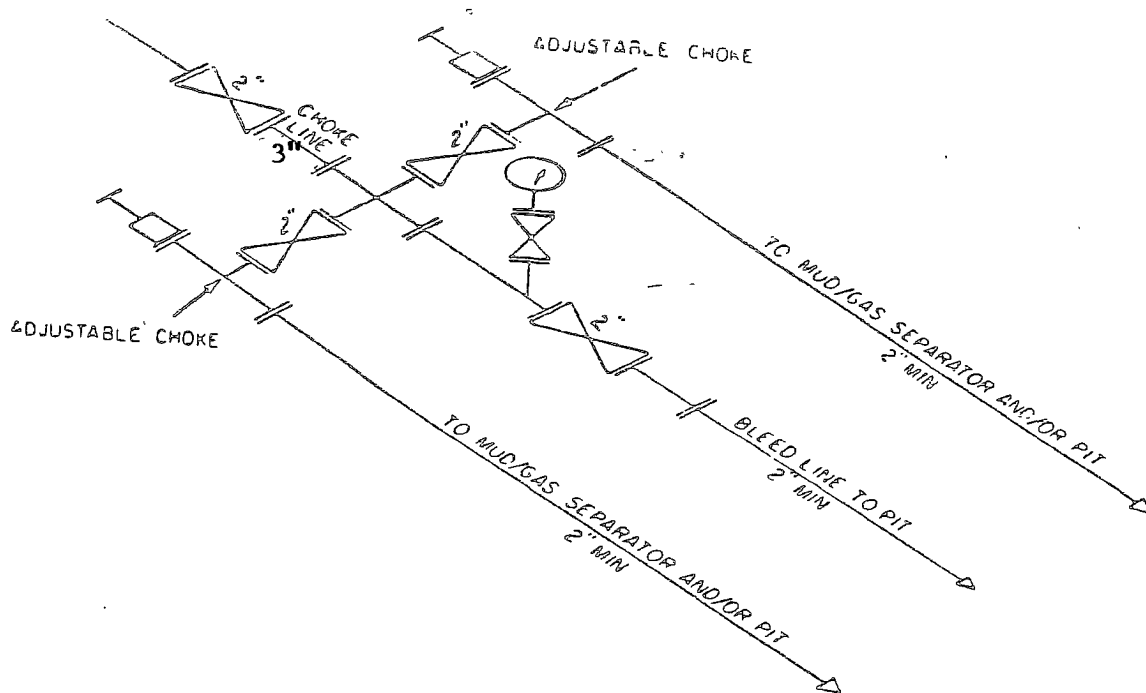 ADJUSTABLE CHOKE
2"
CHOKE
LINE
3"
2"
2"
ADJUSTABLE CHOKE
2"
TO MUD/GAS SEPARATOR AND/OR PIT
2" MIN
BLEED LINE TO PIT
2" MIN
TO MUD/GAS SEPARATOR AND/OR PIT
2" MIN